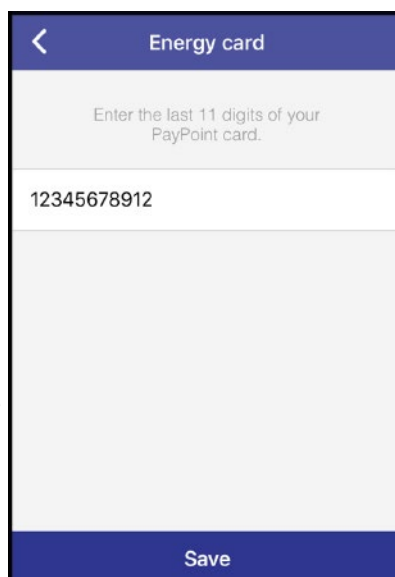 Energy card
Enter the last 11 digits of your
PayPoint card.
12345678912
Save